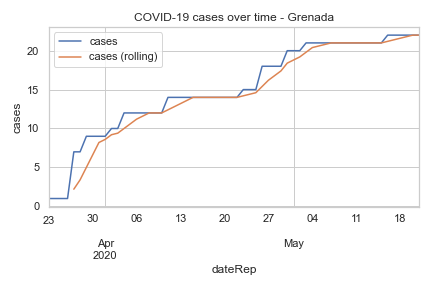 COVID-19 cases over time - Grenada
cases
cases (rolling)
cases
20
15
10
5
0
23 30 06 13 20 27 04 11 18
Apr May
2020
dateRep